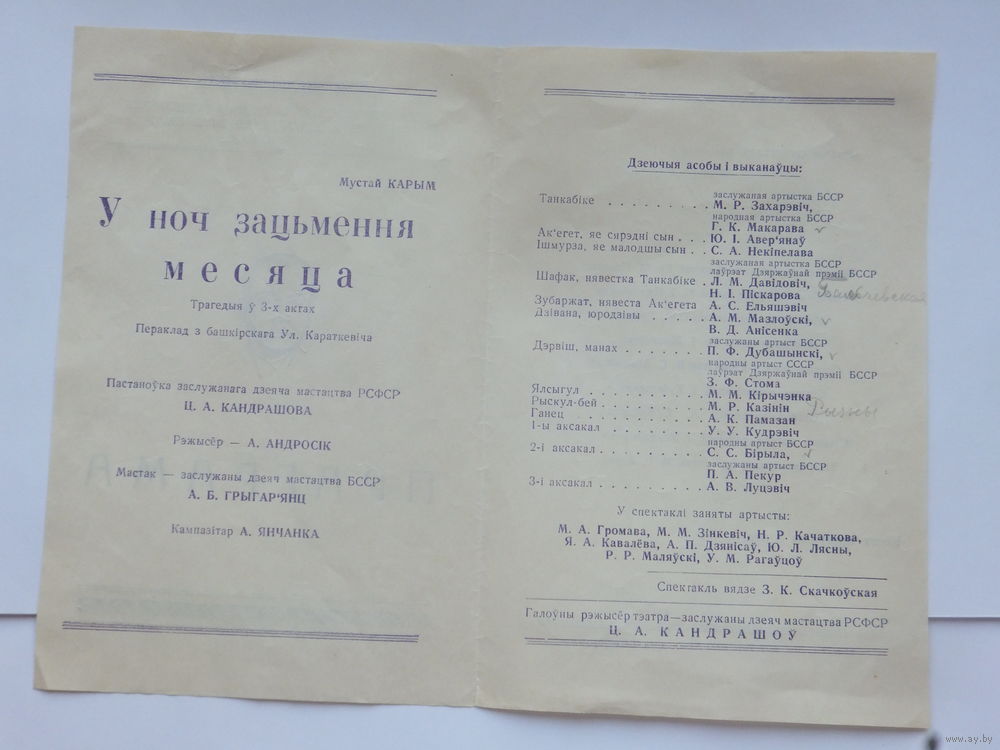 Мустай КАРЫМ
У ноч зацьмення
месяца
Трагедыя ў 3-х актах
Пераклад з башкірскага Ул. Караткевіча
Пастаноўка заслужанага дзеяча мастацтва РСФСР
Ц. А. КАНДРАШОВА
Рэжысёр — А. АНДРОСІК
Мастак — заслужаны дзеяч мастацтва БССР
А. Б. ГРЫГАР'ЯНЦ
Кампазітар А. ЯНЧАНКА
Дзеючыя асобы і выканаўцы:
заслужаная артыстка БССР
Танкабіке . . . . . . . . . М. Р. Захарэвіч,
народная артыстка БССР
Г. К. Макарава
Ак'егет, яе сярэдні сын . . . Ю. І. Авер'янаў
Ішмурза, яе малодшы сын . . С. А. Некіпелава
заслужаная артыстка БССР
лаўрэат Дзяржаўнай прэміі БССР
Шафак, нявестка Танкабіке . Л. М. Давідовіч,
Н. І. Піскарова
Зубаржат, нявеста Ак'егета А. С. Ельяшэвіч
Дзівана, юродзівы . . . . . А. М. Мазлоўскі,
В. Д. Анісенка
заслужаны артыст БССР
Дэрвіш, манах . . . . . . . П. Ф. Дубашынскі,
народны артыст СССР
лаўрэат Дзяржаўнай прэміі БССР
З. Ф. Стома
Ялсыгул . . . . . . . . . . М. М. Кірычэнка
Рыскул-бей . . . . . . . . . М. Р. Казінін
Рызны
Ганец . . . . . . . . . . . А. К. Памазан
1-ы аксакал . . . . . . . . У. У. Кудрэвіч
народны артыст БССР
2-і аксакал . . . . . . . . С. С. Бірыла,
заслужаны артыст БССР
П. А. Пекур
3-і аксакал . . . . . . . . А. В. Луцэвіч
У спектаклі заняты артысты:
М. А. Громава, М. М. Зінкевіч, Н. Р. Качаткова,
Я. А. Кавалёва, А. П. Дзянісаў, Ю. Л. Лясны,
Р. Р. Маляўскі, У. М. Рагаўцоў
Спектакль вядзе З. К. Скачкоўская
Галоўны рэжысёр тэатра—заслужаны дзеяч мастацтва РСФСР
Ц. А. КАНДРАШОЎ
www.ay.by